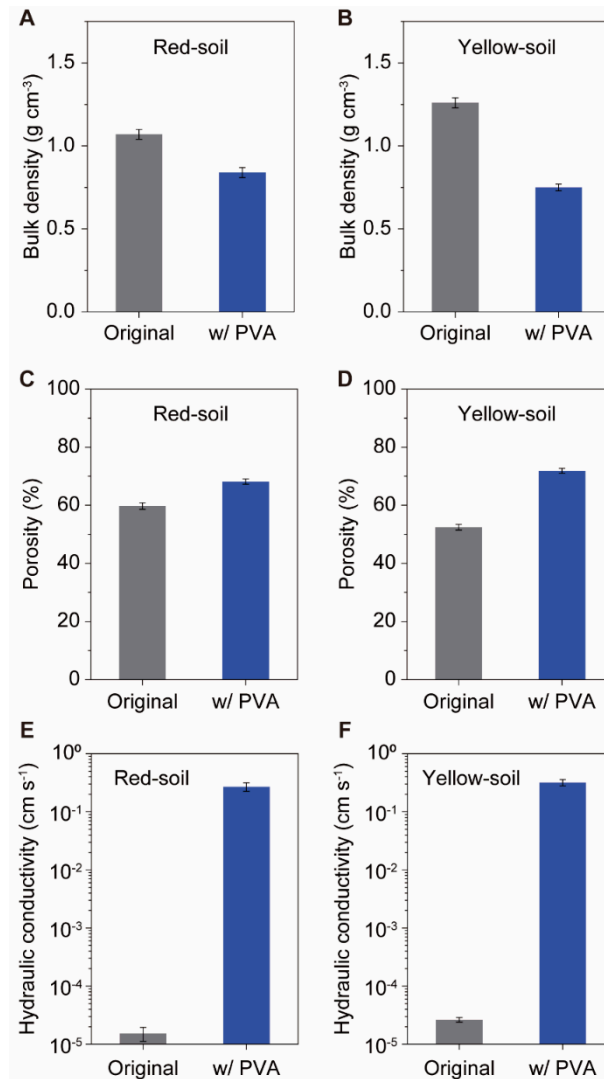 A
Red-soil
Bulk density (g cm⁻³)
1.5
1.0
0.5
0.0
Original
w/ PVA
B
Yellow-soil
Bulk density (g cm⁻³)
1.5
1.0
0.5
0.0
Original
w/ PVA
C
Red-soil
Porosity (%)
100
80
60
40
20
0
Original
w/ PVA
D
Yellow-soil
Porosity (%)
100
80
60
40
20
0
Original
w/ PVA
E
Red-soil
Hydraulic conductivity (cm s⁻¹)
10⁰
10⁻¹
10⁻²
10⁻³
10⁻⁴
10⁻⁵
Original
w/ PVA
F
Yellow-soil
Hydraulic conductivity (cm s⁻¹)
10⁰
10⁻¹
10⁻²
10⁻³
10⁻⁴
10⁻⁵
Original
w/ PVA